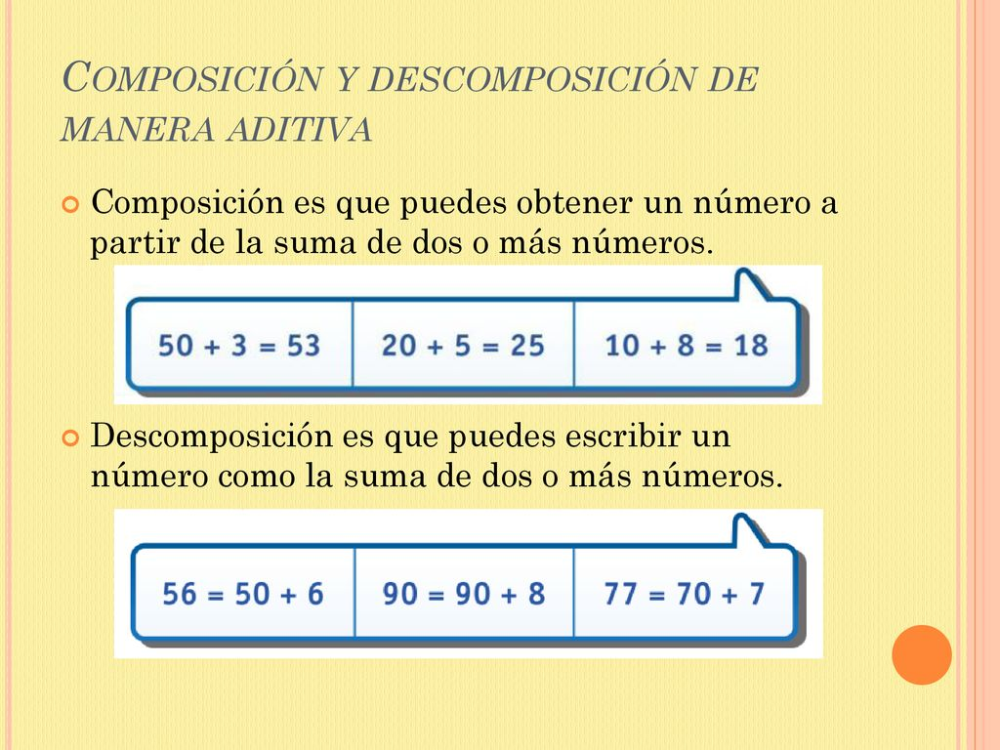 COMPOSICIÓN Y DESCOMPOSICIÓN DE
MANERA ADITIVA
Composición es que puedes obtener un número a
partir de la suma de dos o más números.
50 + 3 = 53 20 + 5 = 25 10 + 8 = 18
Descomposición es que puedes escribir un
número como la suma de dos o más números.
56 = 50 + 6 90 = 90 + 8 77 = 70 + 7